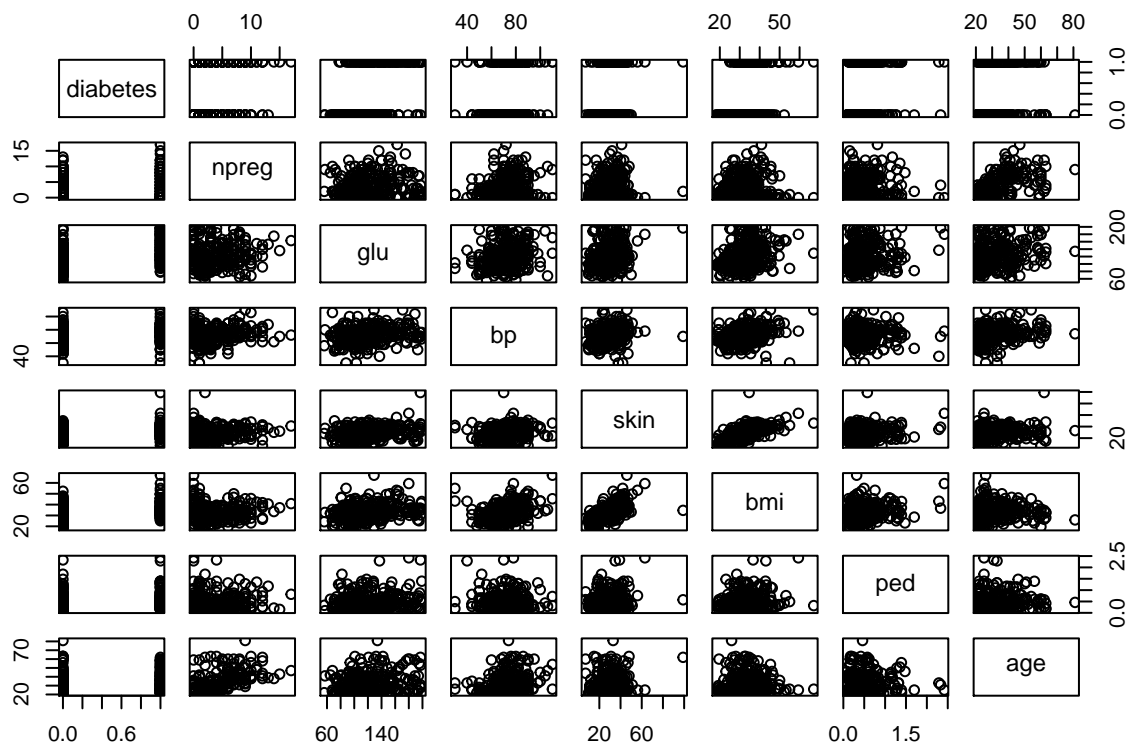 0 10 40 80 20 40 60 20 50 80
diabetes 0.0 1.0
0 15 npreg
glu 60 200
40 bp
skin 20
20 60 bmi
ped 0.0 2.5
20 70 age
0.0 0.6 60 140 20 60 0.0 1.5